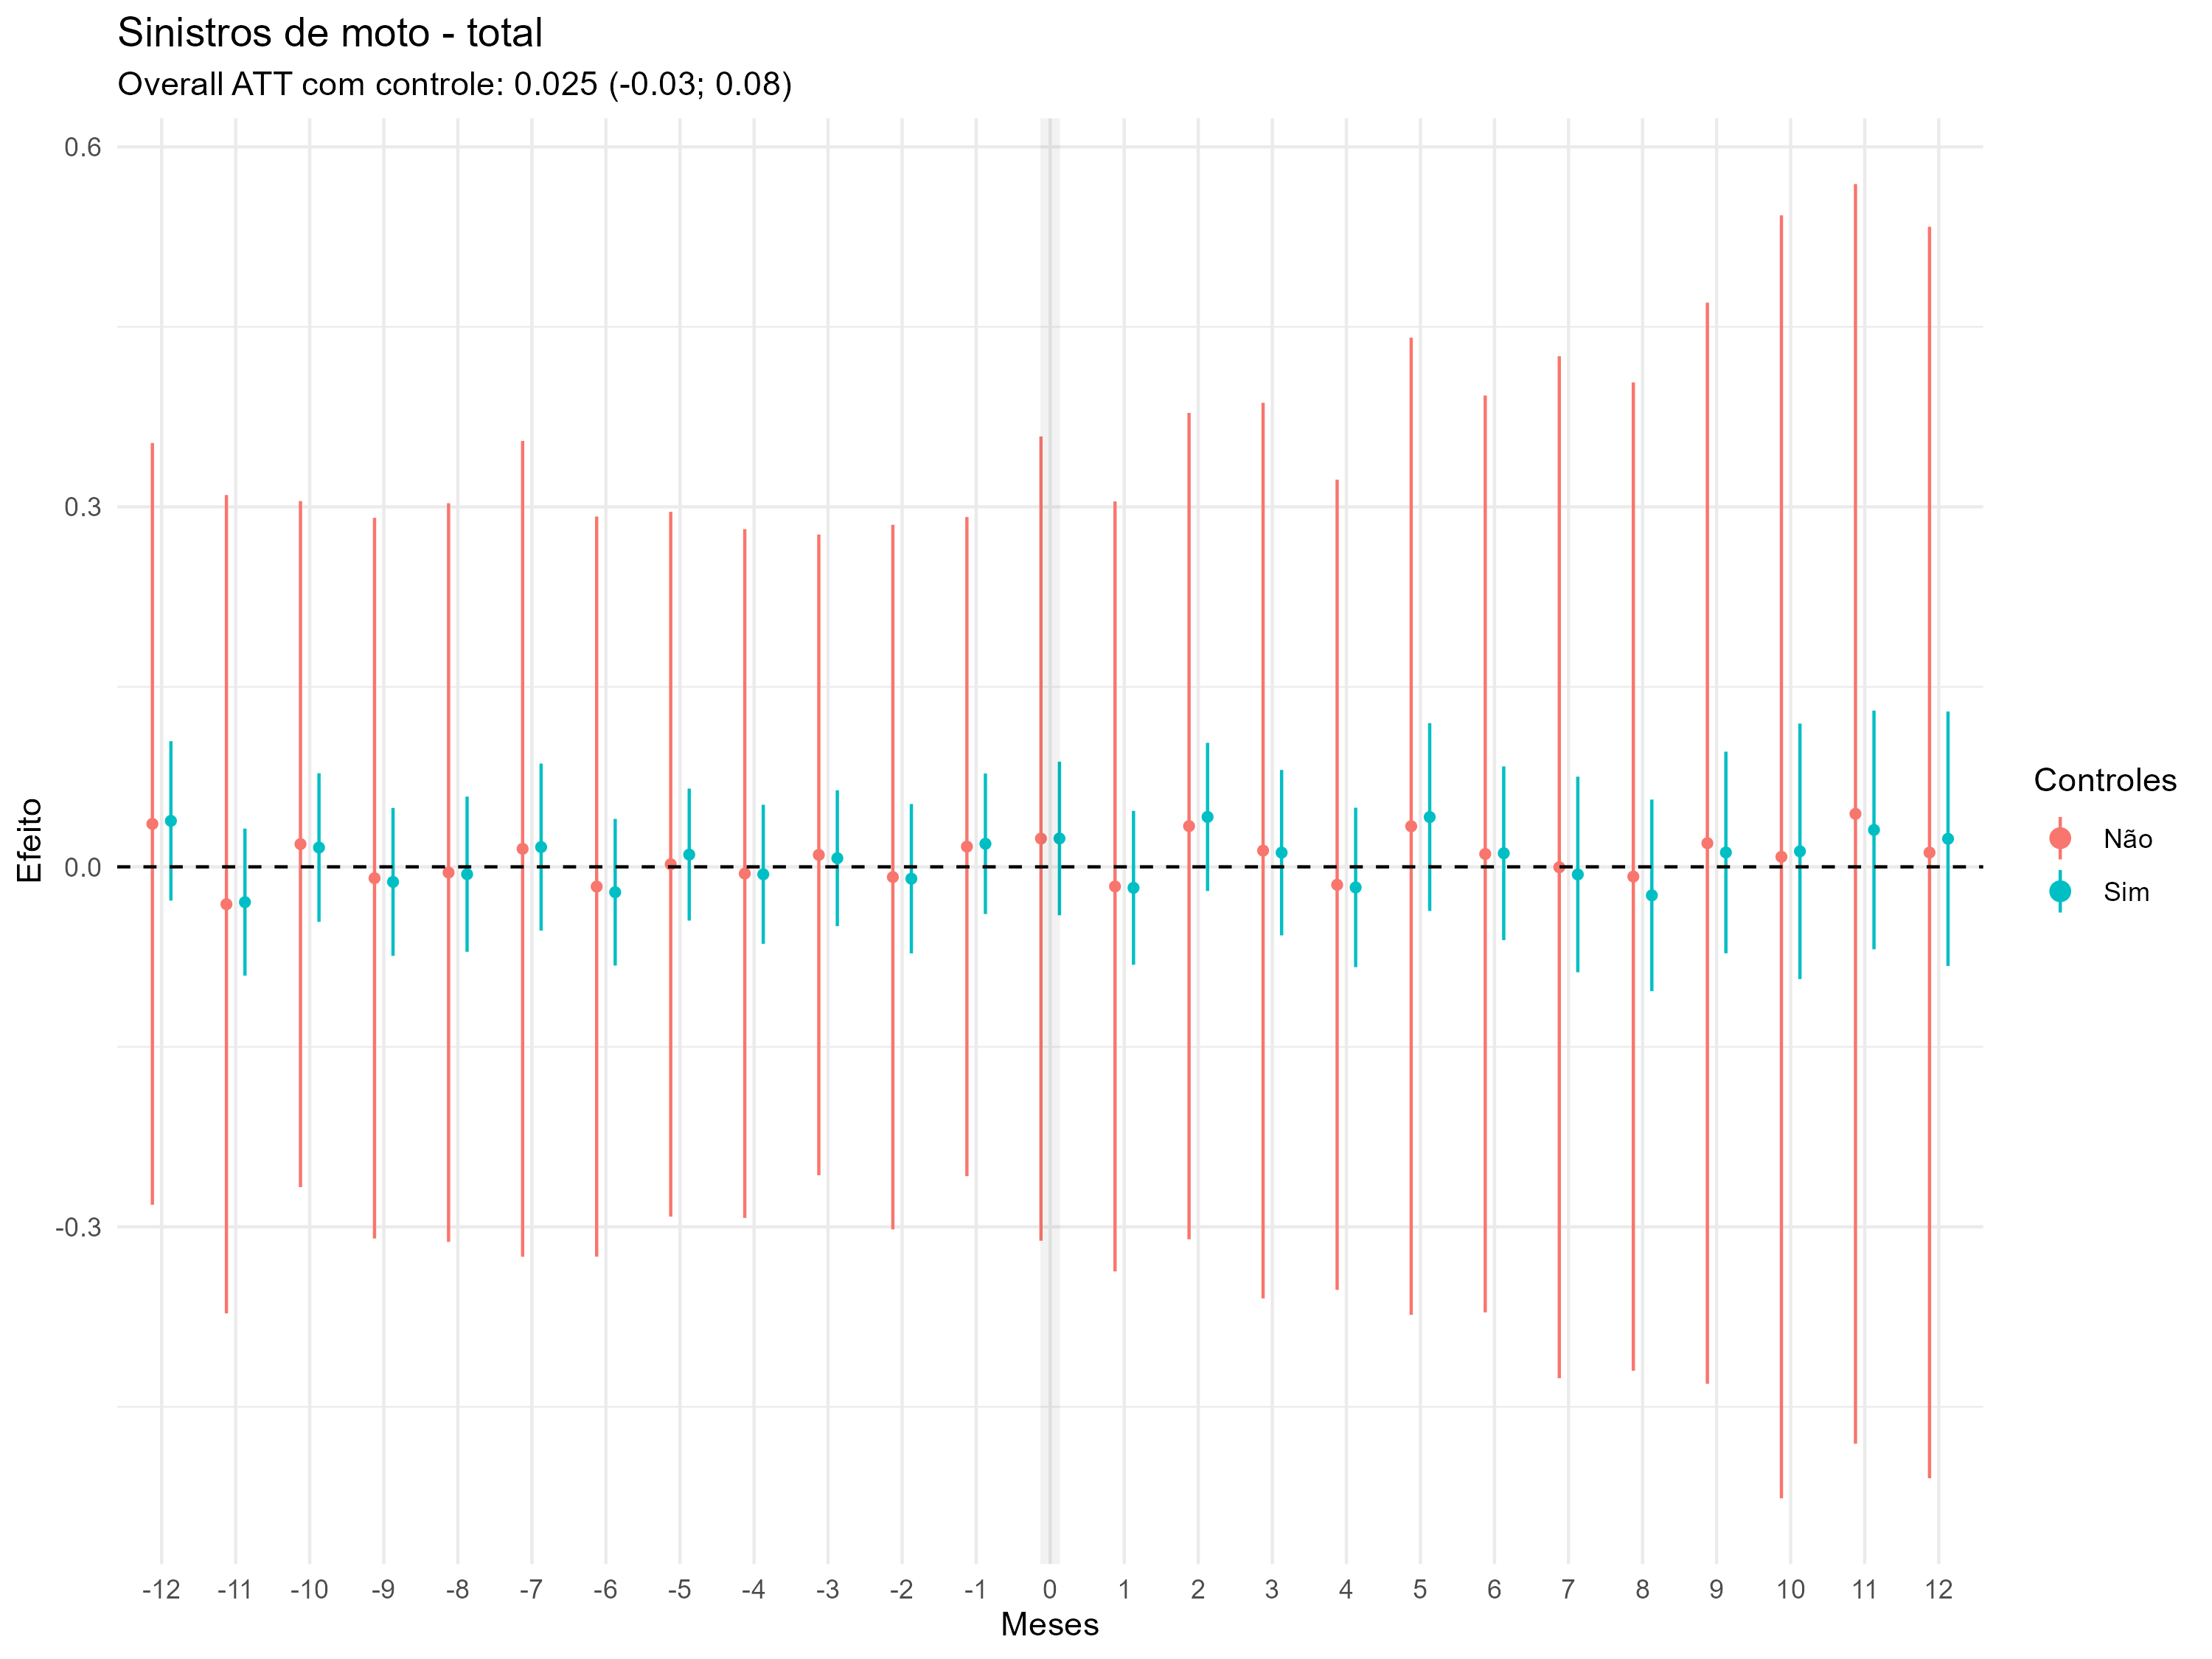 Sinistros de moto - total
Overall ATT com controle: 0.025 (-0.03; 0.08)
0.6
0.3
0.0
-0.3
Efeito
-12 -11 -10 -9 -8 -7 -6 -5 -4 -3 -2 -1 0 1 2 3 4 5 6 7 8 9 10 11 12
Meses
Controles
Não
Sim